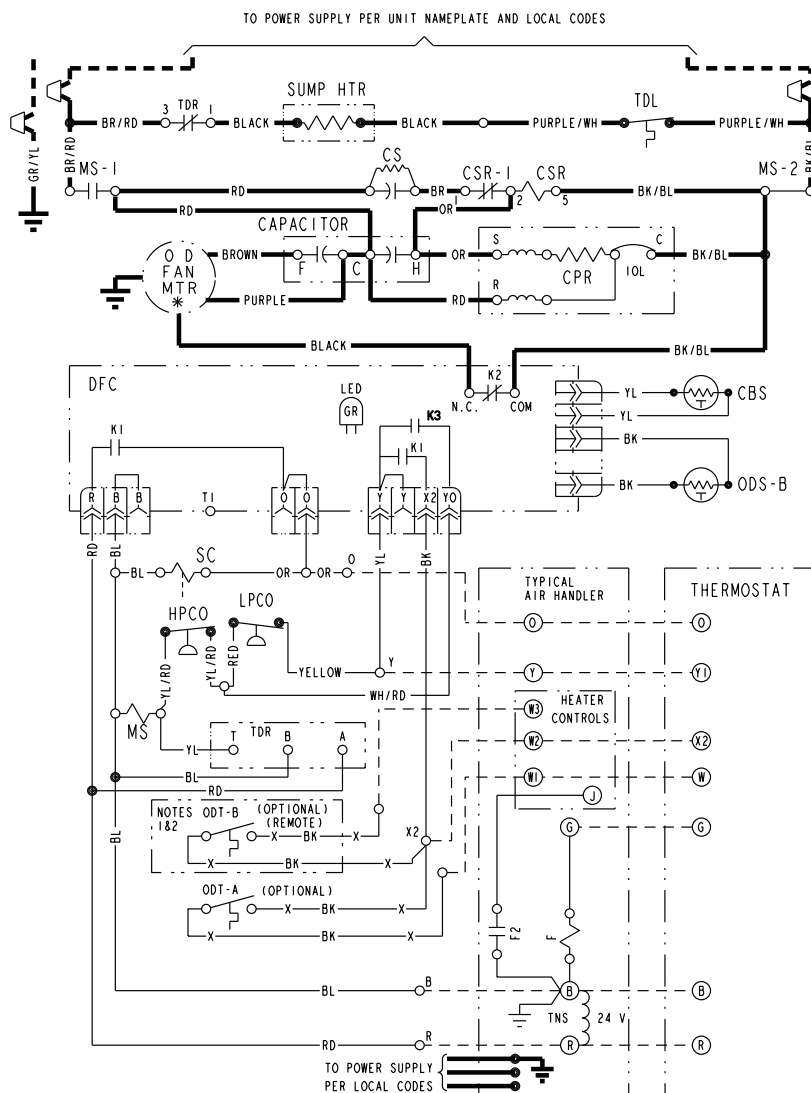 TO POWER SUPPLY PER UNIT NAMEPLATE AND LOCAL CODES
SUMP HTR
TDL
BR/RD 3 TDR 1 BLACK BLACK PURPLE/WH PURPLE/WH
GR/YL
BR/RD
BK/BL
MS-1 CS CSR-1 CSR MS-2
RD BR 1 2 5 BK/BL
RD OR
CAPACITOR
O D
FAN
MTR
*
BROWN F C H OR S CPR IOL C BK/BL
PURPLE RD R
BLACK BK/BL
DFC
LED
GR
K2
N.C. COM
K3
K1
K1
YL CBS
YL
BK
BK ODS-B
R B B T1 O O Y Y X2 YO
RD
BL
YL
BK
SC
BL OR OR O
TYPICAL
AIR HANDLER
THERMOSTAT
HPCO LPCO
O O
YL/RD
YL/RD
RED
YELLOW Y Y Y1
WH/RD
HEATER
CONTROLS
W3
MS
YL T TDR B A
W2 X2
BL
W1 W
RD
J
NOTES
1&2
ODT-B (OPTIONAL)
(REMOTE)
X BK X
X BK X
X2
G G
BL
ODT-A (OPTIONAL)
X BK X
X BK X
F2
F
BL B B B
TNS 24 V
RD R R R
TO POWER SUPPLY
PER LOCAL CODES